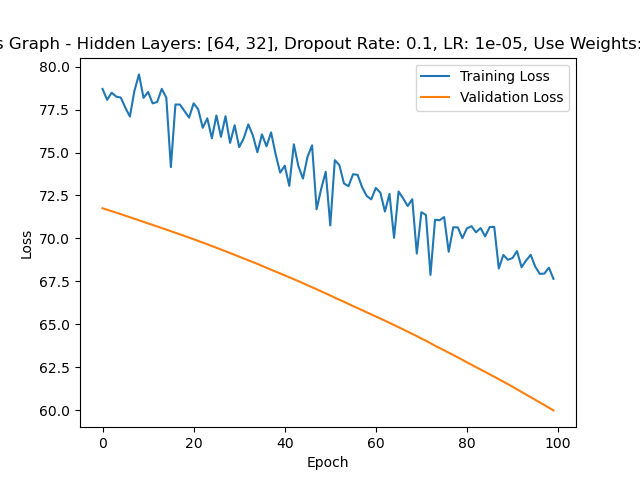 s Graph - Hidden Layers: [64, 32], Dropout Rate: 0.1, LR: 1e-05, Use Weights:
80.0
77.5
75.0
72.5
70.0
67.5
65.0
62.5
60.0
Loss
Training Loss
Validation Loss
0 20 40 60 80 100
Epoch